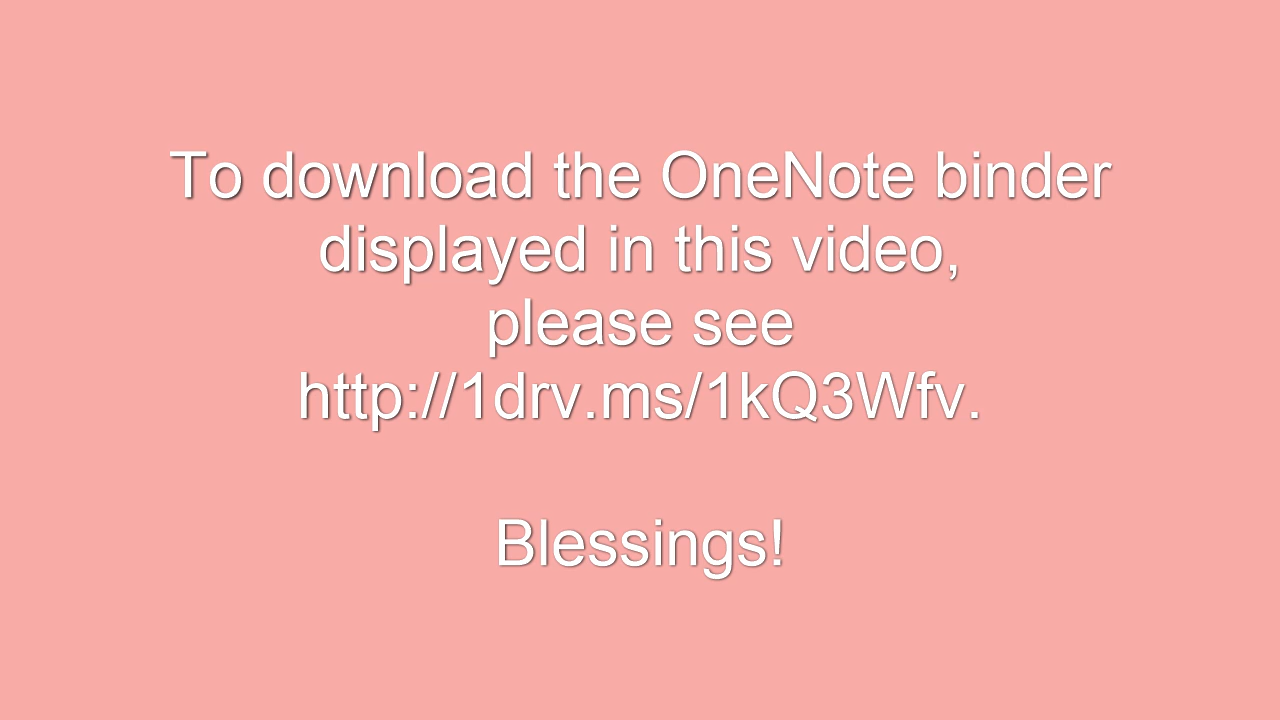 To download the OneNote binder
displayed in this video,
please see
http://1drv.ms/1kQ3Wfv.
Blessings!